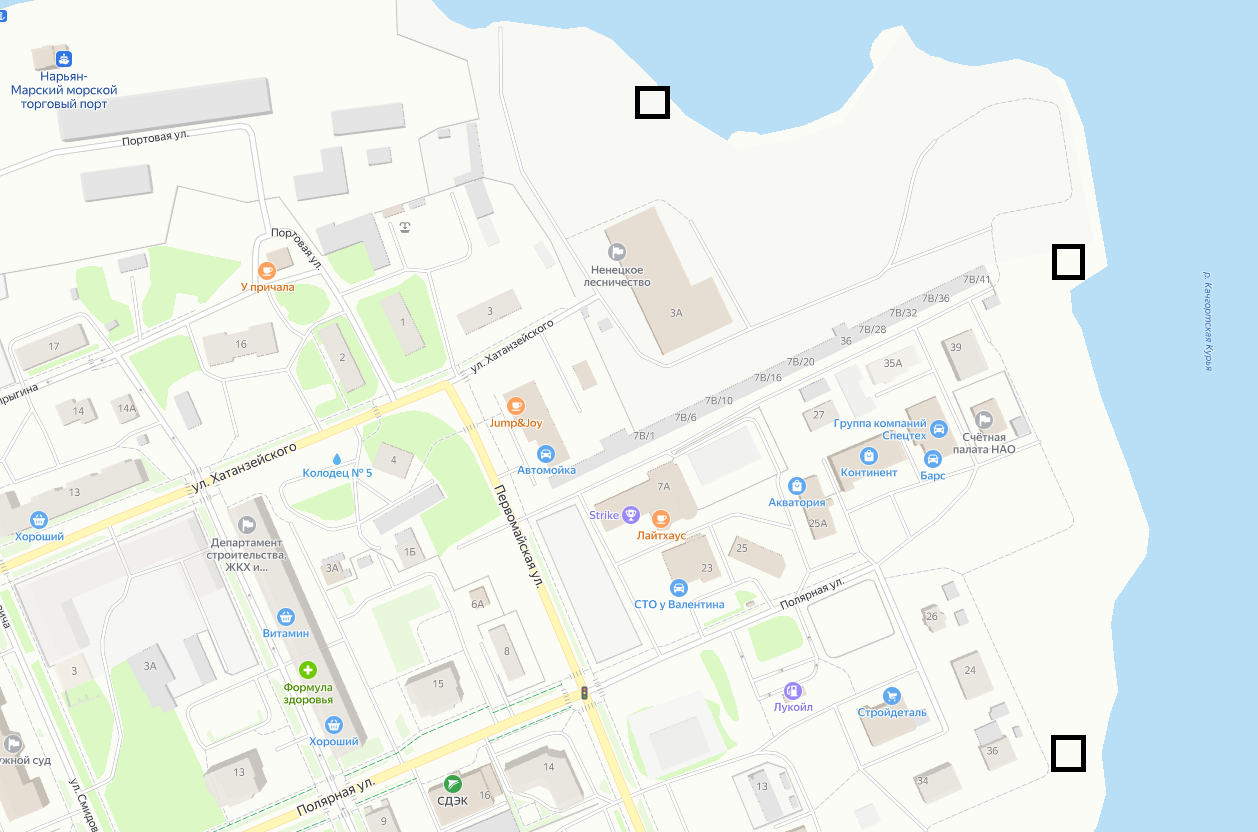 Нарьян-
Марский морской
торговый порт
Портовая ул.
Портовая ул.
У причала
Ненецкое
лесничество
3А
7В/41
7В/36
7В/32
7В/28
36
7В/20
7В/16
7В/10
7В/6
7В/1
р. Кангортская Курья
17
16
2
1
3
ул. Хатанзейского
35А
39
14
14А
Jump&Joy
Автомойка
27
Группа компаний
Спецтех
Счётная
палата НАО
Континент
Барс
4
Колодец № 5
ул. Хатанзейского
13
Хороший
7А
Strike
Лайтхаус
Акватория
25А
Первомайская ул.
Департамент
строительства,
ЖКХ и...
3А
1Б
25
23
СТО у Валентина
Полярная ул.
6А
8
26
Витамин
3
3А
Формула
здоровья
15
24
Лукойл
Стройдеталь
Хороший
36
34
13
14
13
СДЭК
16
9
Полярная ул.